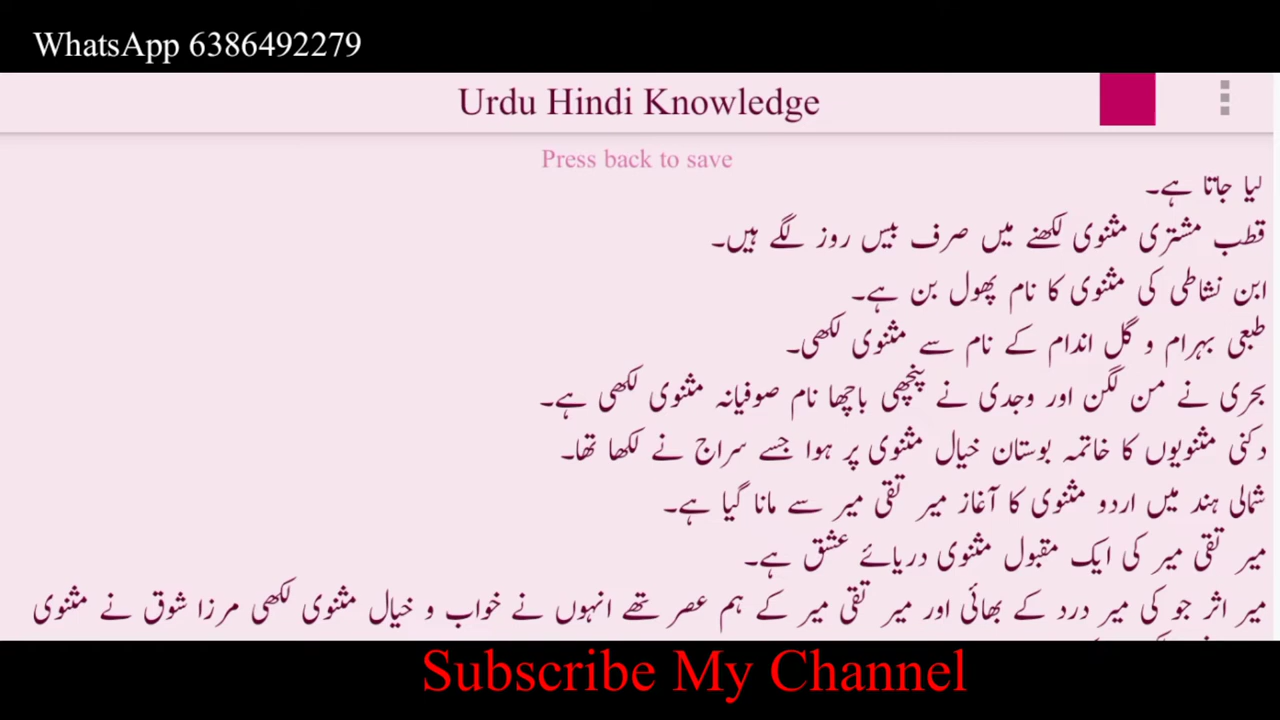 WhatsApp 6386492279
Urdu Hindi Knowledge
Press back to save
لیا جاتا ہے۔
قطب مشتری مثنوی لکھنے میں صرف بیس روز لگے ہیں۔
ابن نشاطی کی مثنوی کا نام پھول بن ہے۔
طبعی بہرام و گل اندام کے نام سے مثنوی لکھی۔
بحری نے من لگن اور وجدی نے پنچھی باچھا نام صوفیانہ مثنوی لکھی ہے۔
دکنی مثنویوں کا خاتمہ بوستان خیال مثنوی پر ہوا جسے سراج نے لکھا تھا۔
شمالی ہند میں اردو مثنوی کا آغاز میر تقی میر سے مانا گیا ہے۔
میر تقی میر کی ایک مقبول مثنوی دریائے عشق ہے۔
میر اثر جو کی میر درد کے بھائی اور میر تقی میر کے ہم عصر تھے انہوں نے خواب و خیال مثنوی لکھی مرزا شوق نے مثنوی
Subscribe My Channel